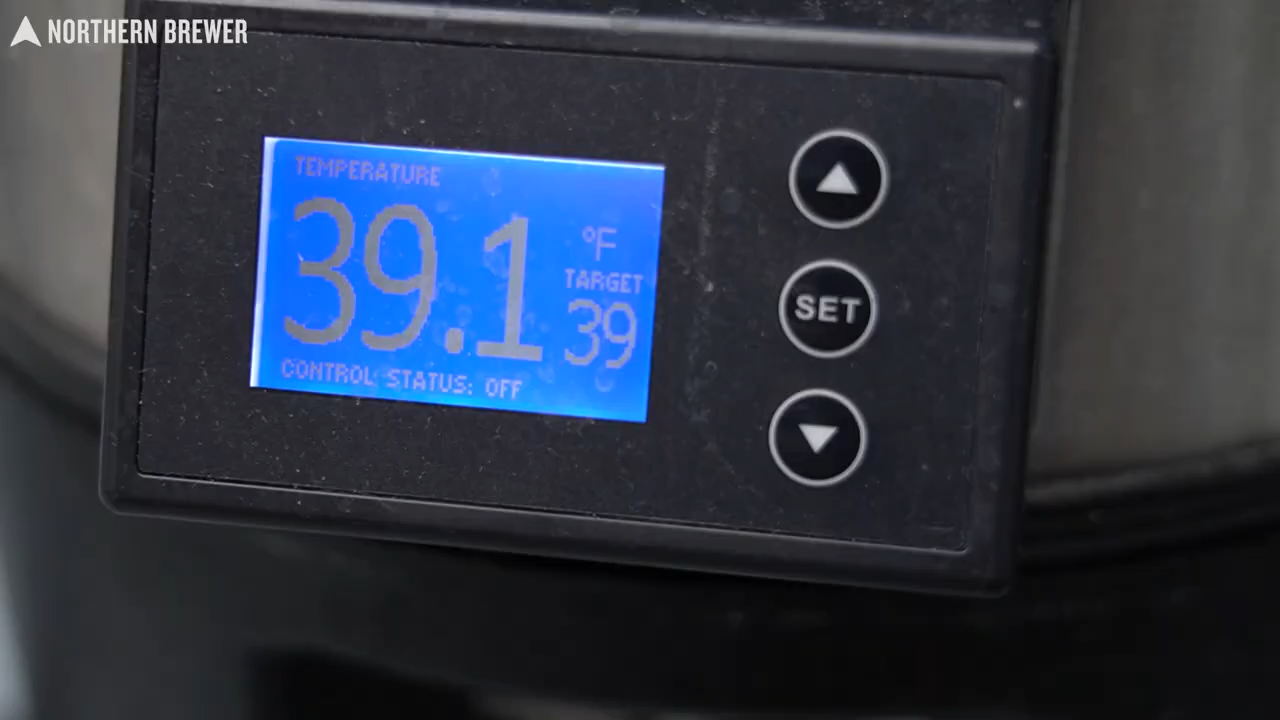 NORTHERN BREWER
TEMPERATURE
39.1 °F
TARGET
39
CONTROL STATUS: OFF
SET